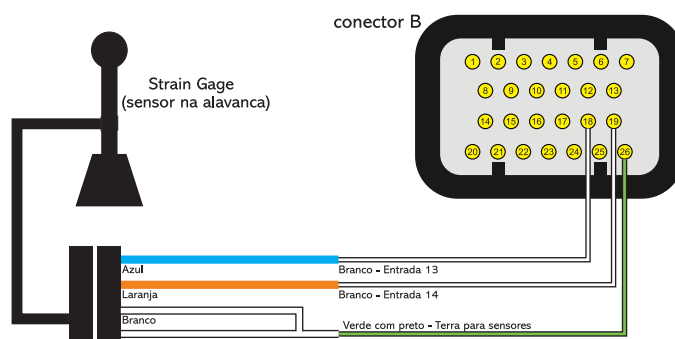 conector B
Strain Gage
(sensor na alavanca)
1 2 3 4 5 6 7
8 9 10 11 12 13
14 15 16 17 18 19
20 21 22 23 24 25 26
Azul
Branco - Entrada 13
Laranja
Branco - Entrada 14
Branco
Verde com preto - Terra para sensores